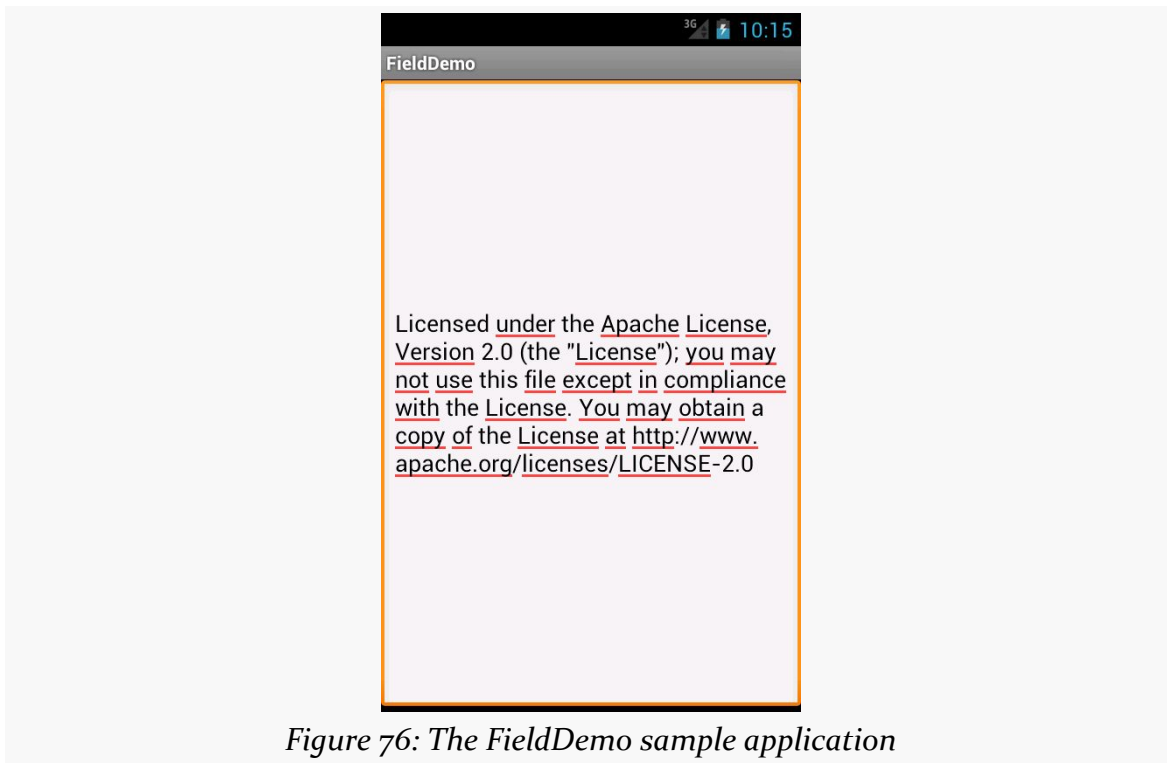 3G 10:15
FieldDemo
Licensed under the Apache License,
Version 2.0 (the "License"); you may
not use this file except in compliance
with the License. You may obtain a
copy of the License at http://www.
apache.org/licenses/LICENSE-2.0
Figure 76: The FieldDemo sample application